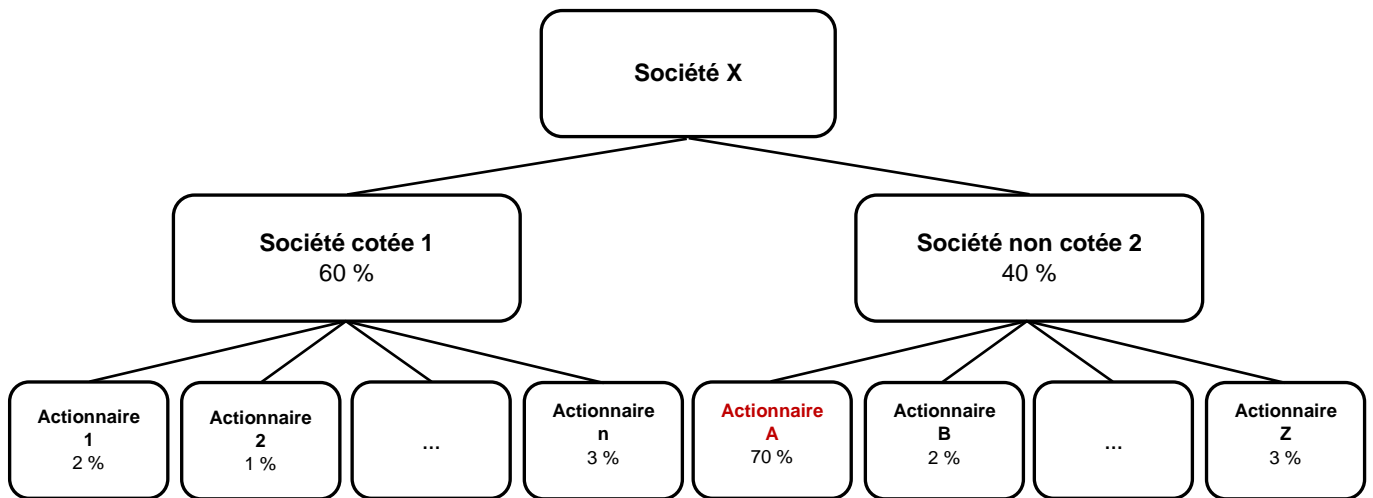 Société X
Société cotée 1
60 %
Société non cotée 2
40 %
Actionnaire
1
2 %
Actionnaire
2
1 %
...
Actionnaire
n
3 %
Actionnaire
A
70 %
Actionnaire
B
2 %
...
Actionnaire
Z
3 %